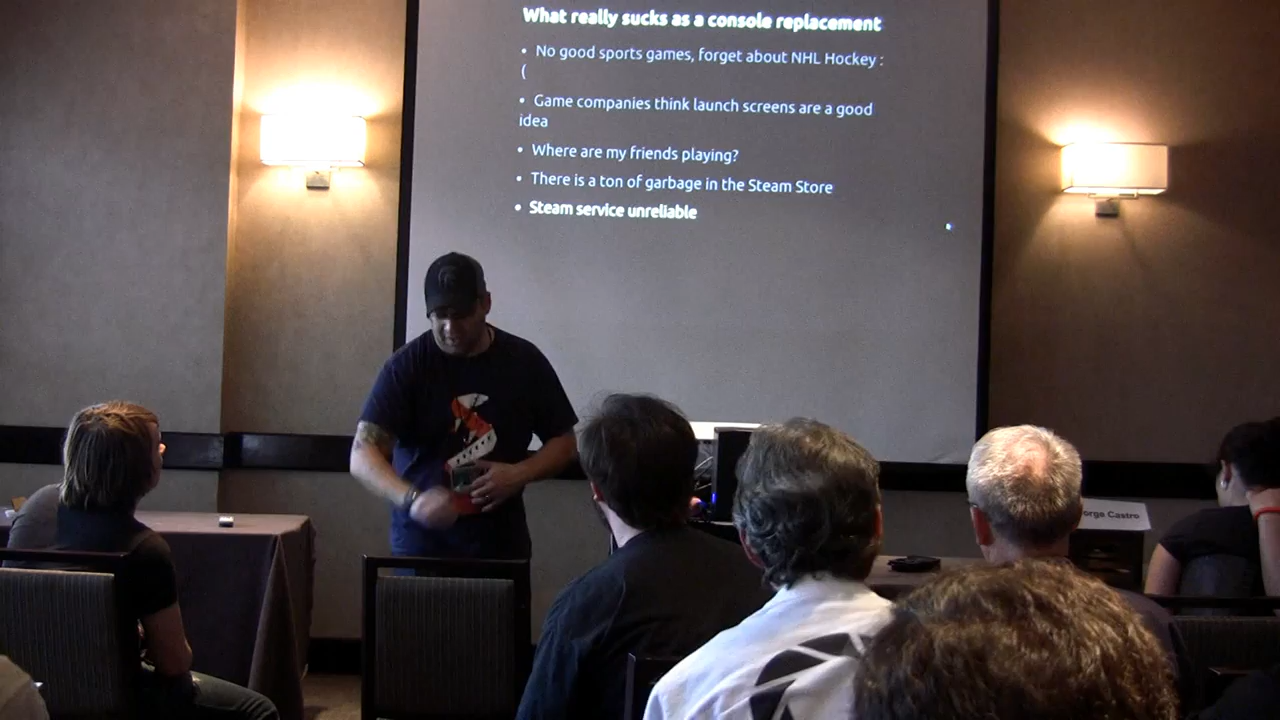 What really sucks as a console replacement
• No good sports games, forget about NHL Hockey :
(
• Game companies think launch screens are a good
idea
• Where are my friends playing?
• There is a ton of garbage in the Steam Store
• Steam service unreliable
orge Castro